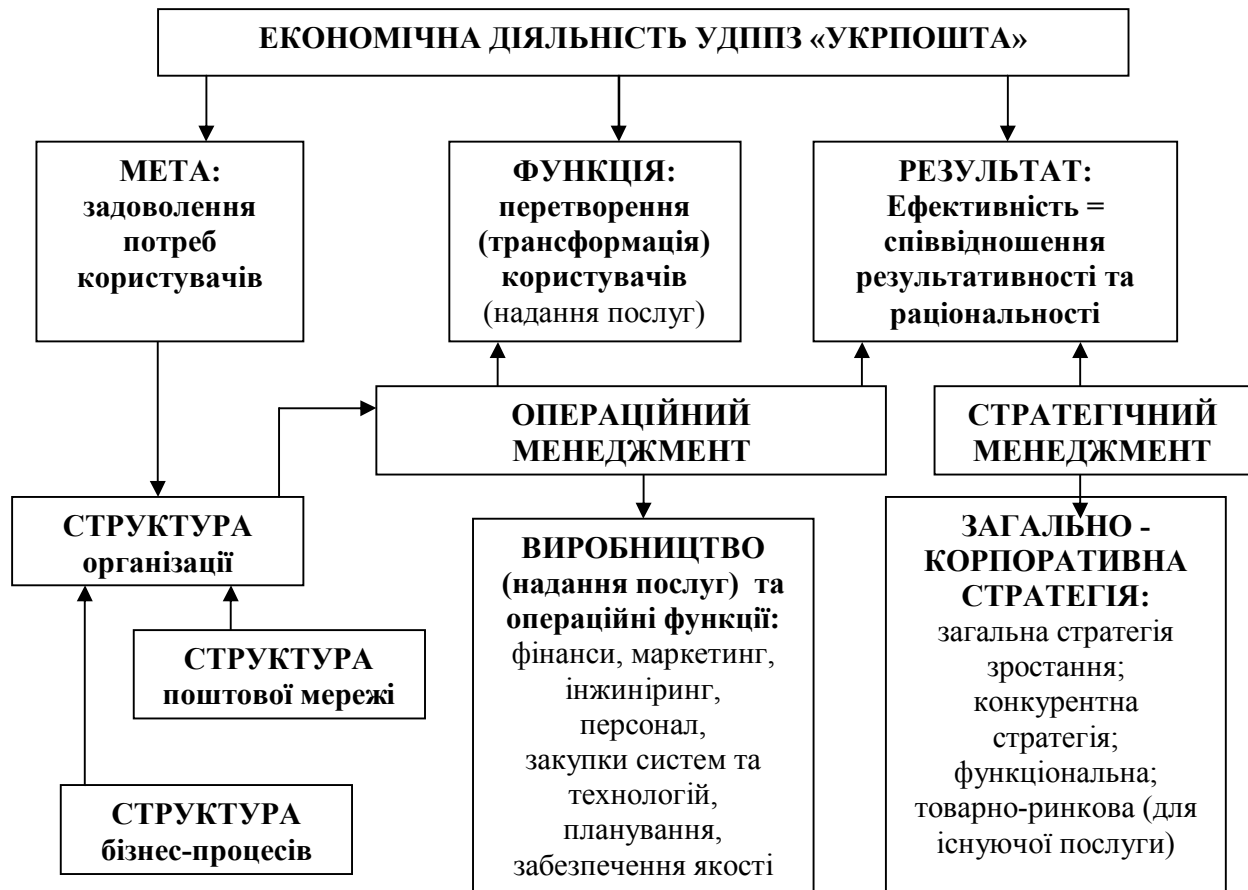 ЕКОНОМІЧНА ДІЯЛЬНІСТЬ УДППЗ «УКРПОШТА»
МЕТА:
задоволення
потреб
користувачів
ФУНКЦІЯ:
перетворення
(трансформація)
користувачів
(надання послуг)
РЕЗУЛЬТАТ:
Ефективність =
співвідношення
результативності та
раціональності
ОПЕРАЦІЙНИЙ
МЕНЕДЖМЕНТ
СТРАТЕГІЧНИЙ
МЕНЕДЖМЕНТ
СТРУКТУРА
організації
СТРУКТУРА
поштової мережі
СТРУКТУРА
бізнес-процесів
ВИРОБНИЦТВО
(надання послуг) та
операційні функції:
фінанси, маркетинг,
інжиніринг,
персонал,
закупки систем та
технологій,
планування,
забезпечення якості
ЗАГАЛЬНО -
КОРПОРАТИВНА
СТРАТЕГІЯ:
загальна стратегія
зростання;
конкурентна
стратегія;
функціональна;
товарно-ринкова (для
існуючої послуги)